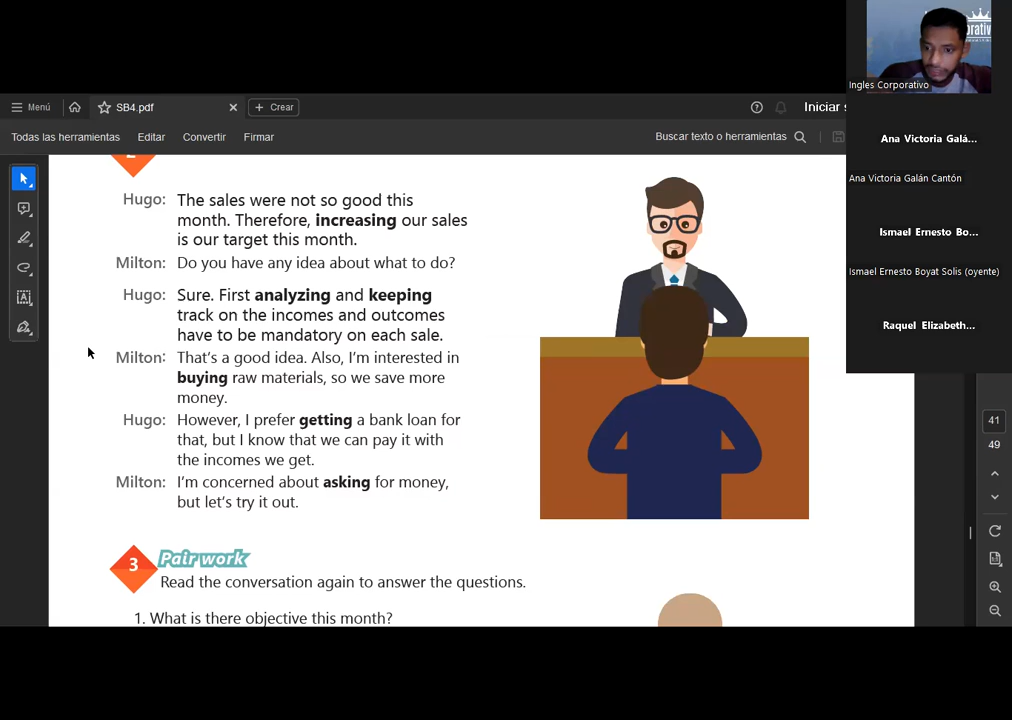 Menú
SB4.pdf
Crear
Iniciar s
Todas las herramientas
Editar
Convertir
Firmar
Buscar texto o herramientas
Hugo: The sales were not so good this
month. Therefore, increasing our sales
is our target this month.
Milton: Do you have any idea about what to do?
Hugo: Sure. First analyzing and keeping
track on the incomes and outcomes
have to be mandatory on each sale.
Milton: That's a good idea. Also, I'm interested in
buying raw materials, so we save more
money.
Hugo: However, I prefer getting a bank loan for
that, but I know that we can pay it with
the incomes we get.
Milton: I'm concerned about asking for money,
but let's try it out.
3 Pair work
Read the conversation again to answer the questions.
1. What is there objective this month?
Ingles Corporativo
Ana Victoria Galá...
Ana Victoria Galán Cantón
Ismael Ernesto Bo...
Ismael Ernesto Boyat Solis (oyente)
Raquel Elizabeth...
41
49